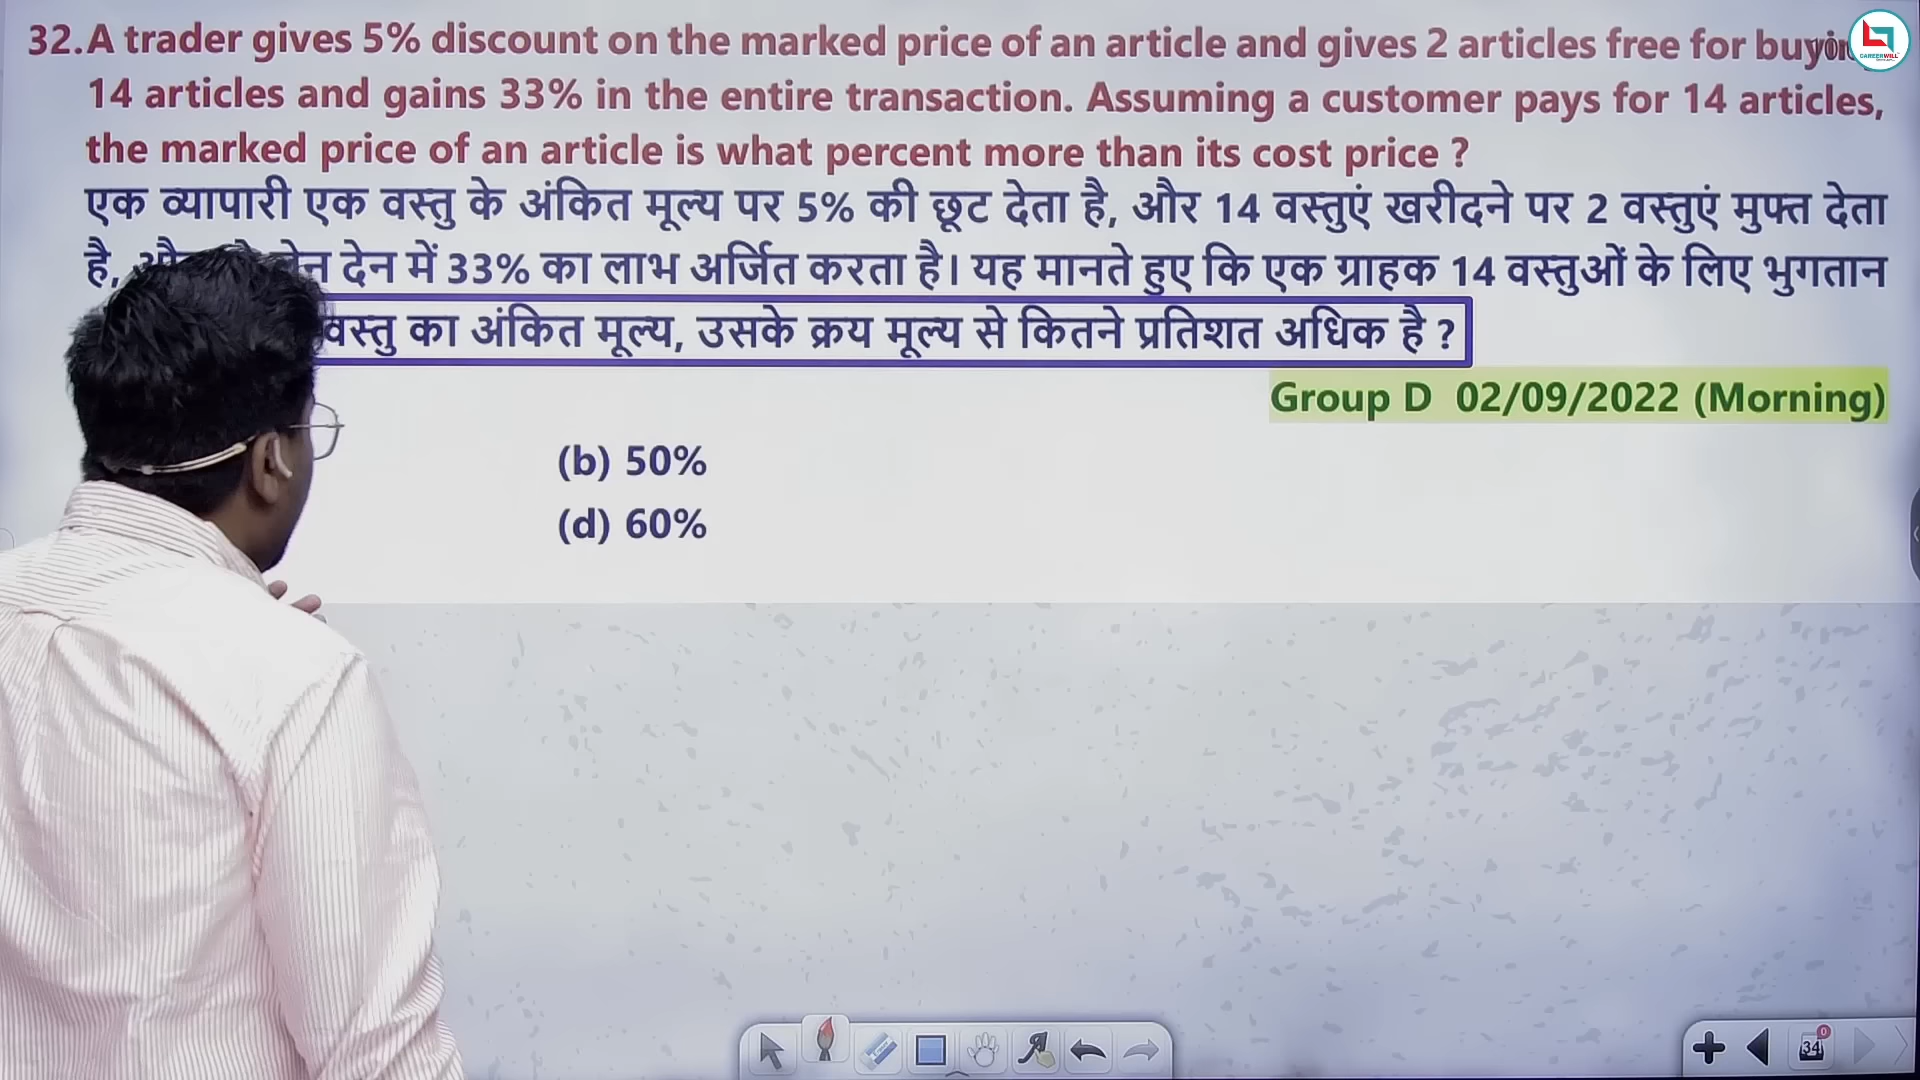 32. A trader gives 5% discount on the marked price of an article and gives 2 articles free for
14 articles and gains 33% in the entire transaction. Assuming a customer pays for 14 articles,
the marked price of an article is what percent more than its cost price ?
एक व्यापारी एक वस्तु के अंकित मूल्य पर 5% की छूट देता है, और 14 वस्तुएं खरीदने पर 2 वस्तुएं मुफ्त देता
है, देन में 33% का लाभ अर्जित करता है। यह मानते हुए कि एक ग्राहक 14 वस्तुओं के लिए भुगतान
वस्तु का अंकित मूल्य, उसके क्रय मूल्य से कितने प्रतिशत अधिक है ?
Group D 02/09/2022 (Morning)
(b) 50%
(d) 60%
CAREERWILL
34
0